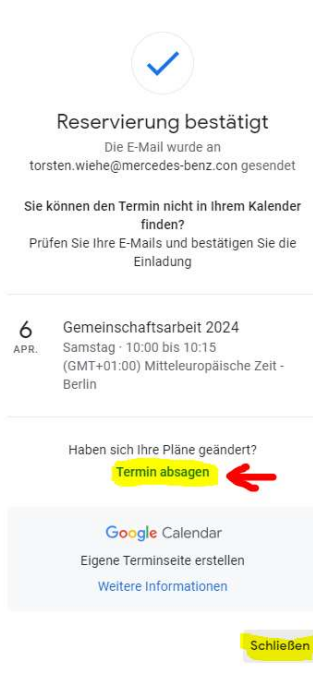 Reservierung bestätigt
Die E-Mail wurde an
torsten.wiehe@mercedes-benz.con gesendet
Sie können den Termin nicht in Ihrem Kalender
finden?
Prüfen Sie Ihre E-Mails und bestätigen Sie die
Einladung
6
APR.
Gemeinschaftsarbeit 2024
Samstag · 10:00 bis 10:15
(GMT+01:00) Mitteleuropäische Zeit -
Berlin
Haben sich Ihre Pläne geändert?
Termin absagen
Google Calendar
Eigene Terminseite erstellen
Weitere Informationen
Schließen